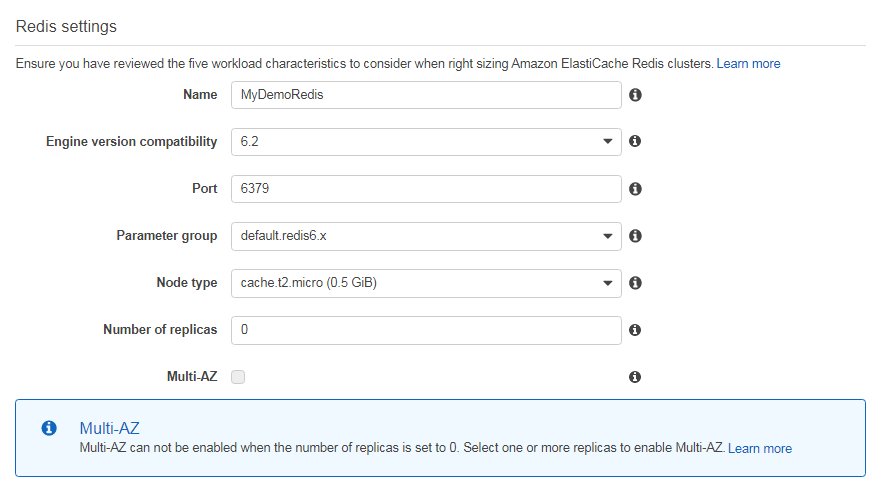 Redis settings
Ensure you have reviewed the five workload characteristics to consider when right sizing Amazon ElastiCache Redis clusters. Learn more
Name MyDemoRedis
Engine version compatibility 6.2
Port 6379
Parameter group default.redis6.x
Node type cache.t2.micro (0.5 GiB)
Number of replicas 0
Multi-AZ
Multi-AZ
Multi-AZ can not be enabled when the number of replicas is set to 0. Select one or more replicas to enable Multi-AZ. Learn more